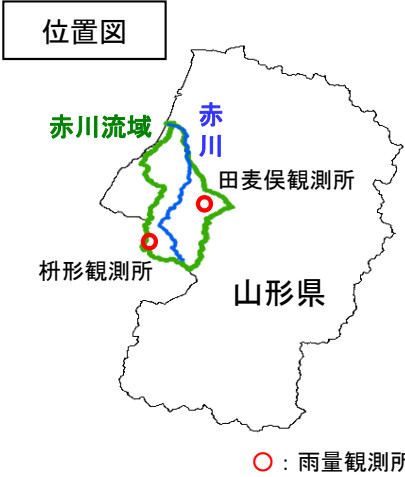 位置図
赤川流域
赤川
田麦俣観測所
枡形観測所
山形県
○：雨量観測所